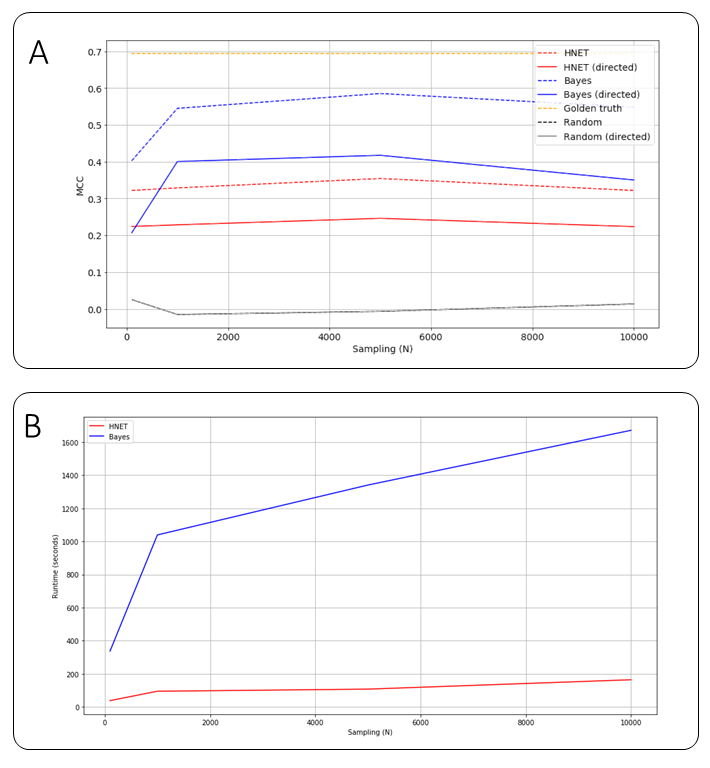 A
0.7
0.6
0.5
0.4
0.3
0.2
0.1
0.0
MCC
HNET
HNET (directed)
Bayes
Bayes (directed)
Golden truth
Random
Random (directed)
0 2000 4000 6000 8000 10000
Sampling (N)
B
HNET
Bayes
1600
1400
1200
1000
800
600
400
200
0
Runtime (seconds)
0 2000 4000 6000 8000 10000
Sampling (N)